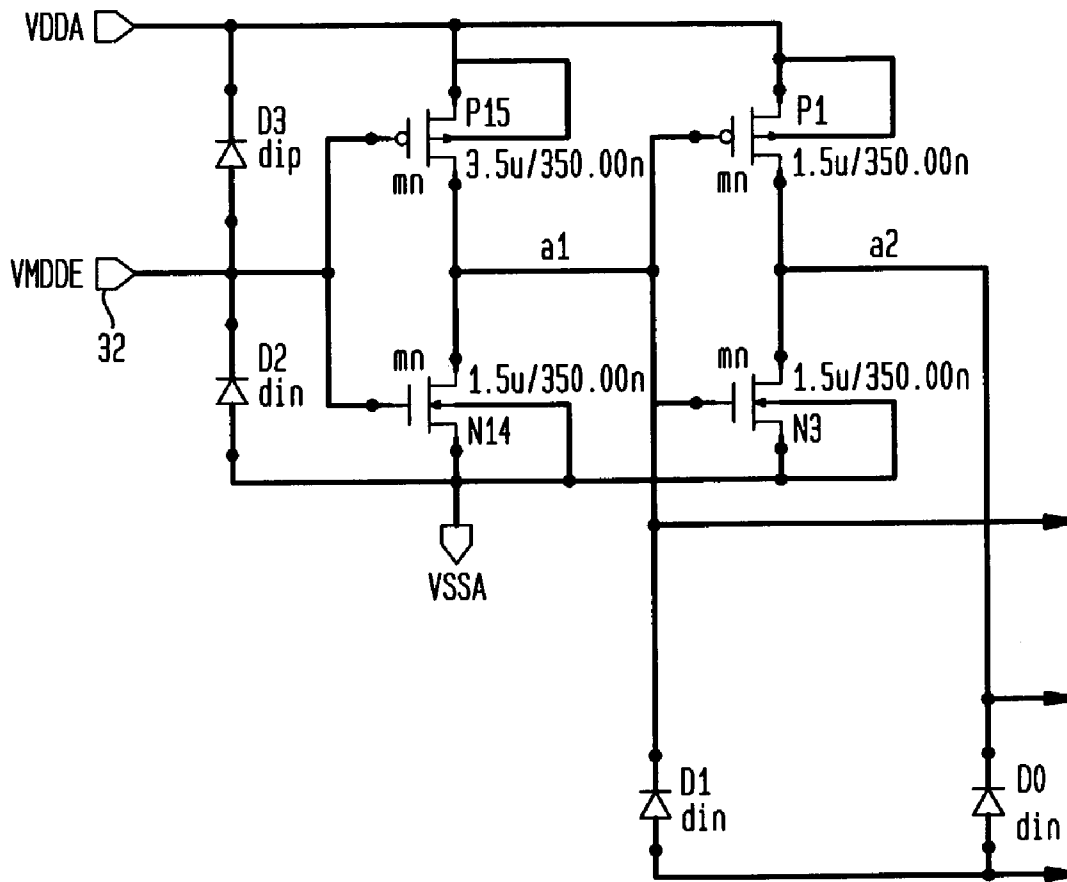 VDDA
D3
dip
P15
3.5u/350.00n
mn
P1
1.5u/350.00n
mn
VMDDE
32
a1
a2
D2
din
mn
1.5u/350.00n
N14
mn
1.5u/350.00n
N3
VSSA
D1
din
D0
din